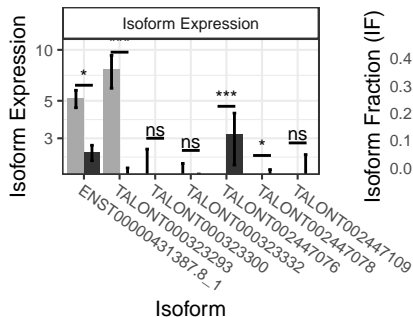 Isoform Expression
Isoform Expression
10
5
3
*
ns
ns
***
*
ns
ENST00000431387.8_1
TALONT000323293
TALONT000323300
TALONT000323332
TALONT002447076
TALONT002447078
TALONT002447109
Isoform
Isoform Fraction (IF)
0.4
0.3
0.2
0.1
0.0